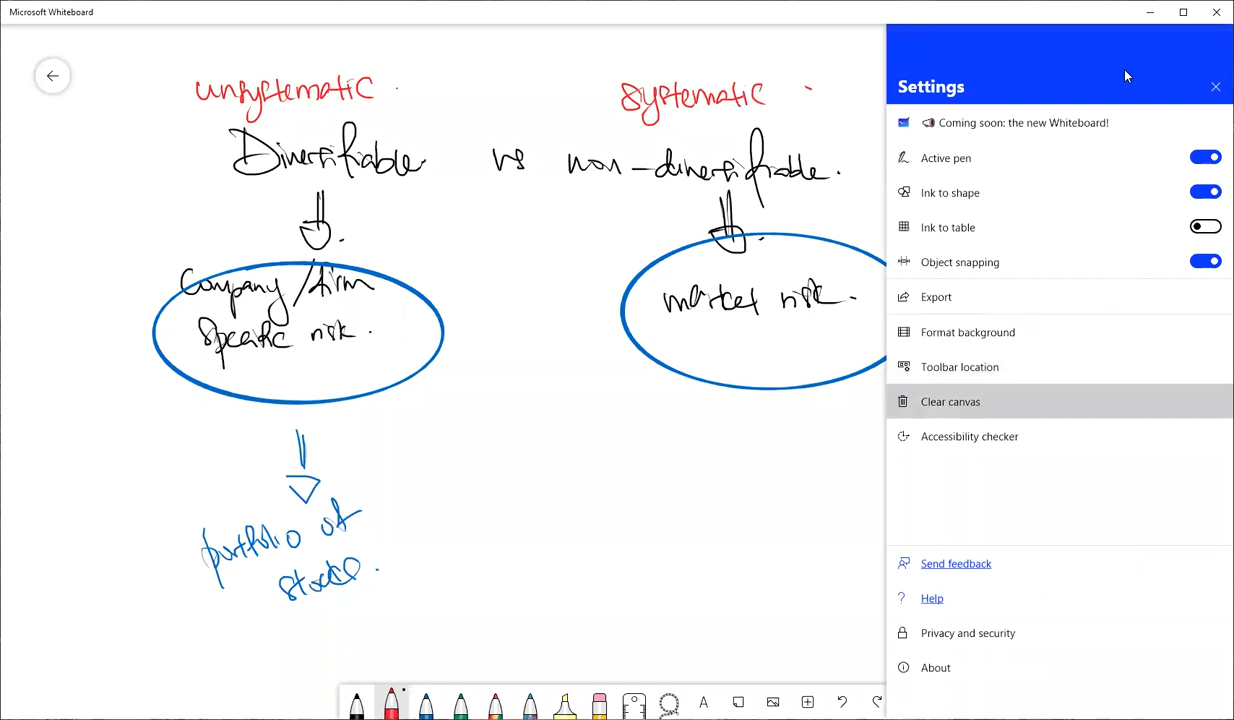 Microsoft Whiteboard
unsystematic
systematic
Diversifiable vs non-diversifiable.
Company/firm
specific risk.
market risk.
portfolio of
stock.
Settings
Coming soon: the new Whiteboard!
Active pen
Ink to shape
Ink to table
Object snapping
Export
Format background
Toolbar location
Clear canvas
Accessibility checker
Send feedback
Help
Privacy and security
About
A